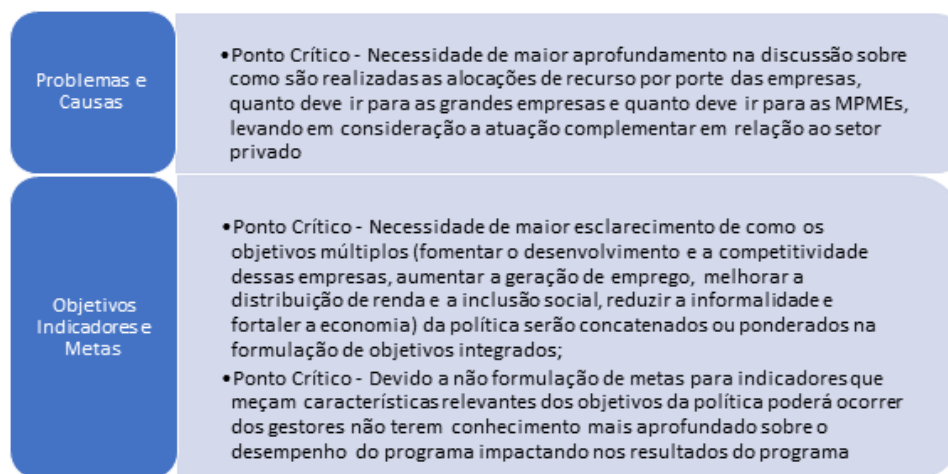 Problemas e
Causas
•Ponto Crítico - Necessidade de maior aprofundamento na discussão sobre
como são realizadas as alocações de recurso por porte das empresas,
quanto deve ir para as grandes empresas e quanto deve ir para as MPMEs,
levando em consideração a atuação complementar em relação ao setor
privado
Objetivos
Indicadores e
Metas
•Ponto Crítico - Necessidade de maior esclarecimento de como os
objetivos múltiplos (fomentar o desenvolvimento e a competitividade
dessas empresas, aumentar a geração de emprego, melhorar a
distribuição de renda e a inclusão social, reduzir a informalidade e
fortaler a economia) da política serão concatenados ou ponderados na
formulação de objetivos integrados;
•Ponto Crítico - Devido a não formulação de metas para indicadores que
meçam características relevantes dos objetivos da política poderá ocorrer
dos gestores não terem conhecimento mais aprofundado sobre o
desempenho do programa impactando nos resultados do programa